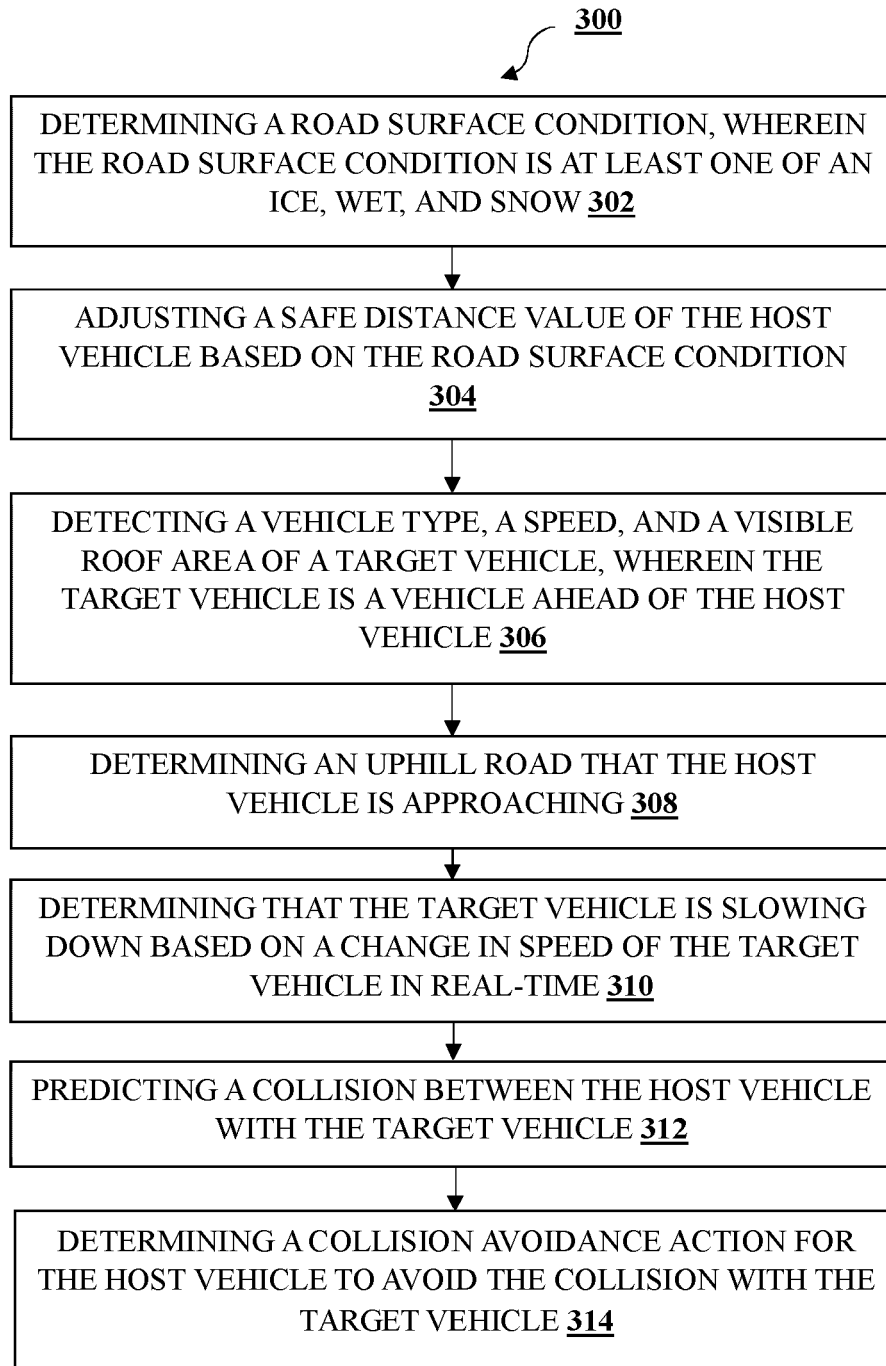 300
DETERMINING A ROAD SURFACE CONDITION, WHEREIN
THE ROAD SURFACE CONDITION IS AT LEAST ONE OF AN
ICE, WET, AND SNOW 302
ADJUSTING A SAFE DISTANCE VALUE OF THE HOST
VEHICLE BASED ON THE ROAD SURFACE CONDITION
304
DETECTING A VEHICLE TYPE, A SPEED, AND A VISIBLE
ROOF AREA OF A TARGET VEHICLE, WHEREIN THE
TARGET VEHICLE IS A VEHICLE AHEAD OF THE HOST
VEHICLE 306
DETERMINING AN UPHILL ROAD THAT THE HOST
VEHICLE IS APPROACHING 308
DETERMINING THAT THE TARGET VEHICLE IS SLOWING
DOWN BASED ON A CHANGE IN SPEED OF THE TARGET
VEHICLE IN REAL-TIME 310
PREDICTING A COLLISION BETWEEN THE HOST VEHICLE
WITH THE TARGET VEHICLE 312
DETERMINING A COLLISION AVOIDANCE ACTION FOR
THE HOST VEHICLE TO AVOID THE COLLISION WITH THE
TARGET VEHICLE 314